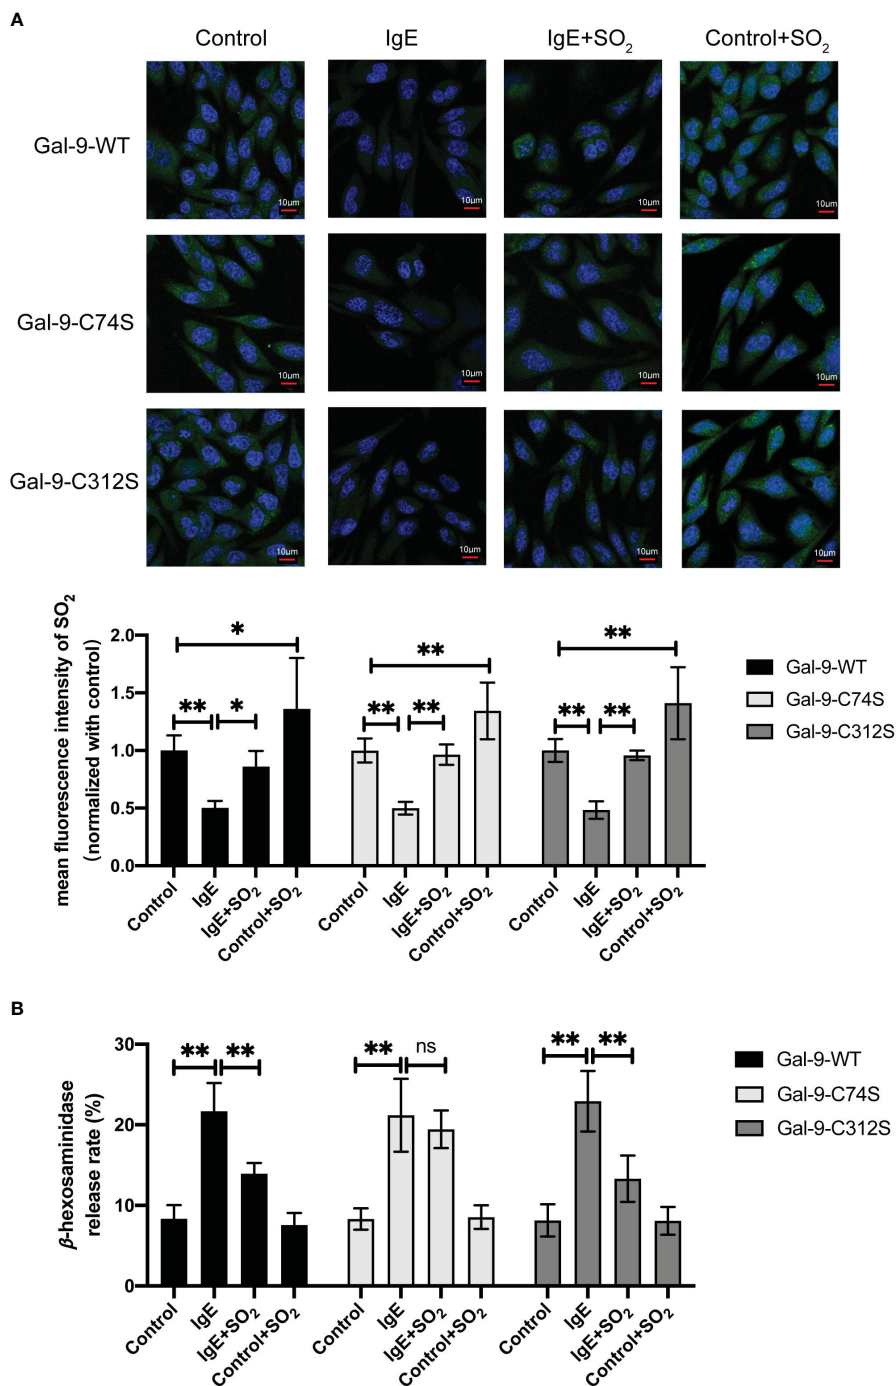 A
Control IgE IgE+SO₂ Control+SO₂
Gal-9-WT
10μm 10μm 10μm 10μm
Gal-9-C74S
10μm 10μm 10μm 10μm
Gal-9-C312S
10μm 10μm 10μm 10μm
mean fluorescence intensity of SO₂
(normalized with control)
2.0
1.5
1.0
0.5
0.0
* ** *
** ** **
** ** **
Control IgE IgE+SO₂ Control+SO₂
Control IgE IgE+SO₂ Control+SO₂
Control IgE IgE+SO₂ Control+SO₂
Gal-9-WT
Gal-9-C74S
Gal-9-C312S
B
β-hexosaminidase
release rate (%)
30
20
10
0
** **
** ns
** **
Control IgE IgE+SO₂ Control+SO₂
Control IgE IgE+SO₂ Control+SO₂
Control IgE IgE+SO₂ Control+SO₂
Gal-9-WT
Gal-9-C74S
Gal-9-C312S